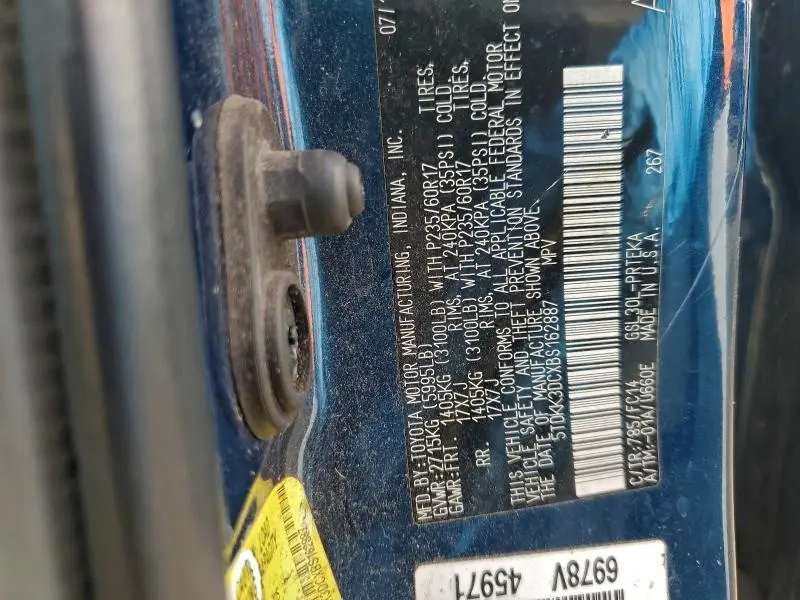 07/1
MFD.BY: TOYOTA MOTOR MANUFACTURING, INDIANA, INC.
GVWR: 2715KG (5995LB)
GAWR: FRT. 1405KG (3100LB) WITH P235/60R17 TIRES,
17X7J RIMS, AT 240KPA (35PSI) COLD
RR. 1405KG (3100LB) WITH P235/60R17 TIRES,
17X7J RIMS, AT 240KPA (35PSI) COLD
THIS VEHICLE CONFORMS TO ALL APPLICABLE FEDERAL MOTOR
VEHICLE SAFETY AND THEFT PREVENTION STANDARDS IN EFFECT ON
THE DATE OF MANUFACTURE SHOWN ABOVE.
5TDKK3DCXBS162887 MPV
C/TR: 785/FC14 GSL30L-PRTEKA 267
A/TM: -01A/U660E MADE IN U.S.A.
6978V
45971